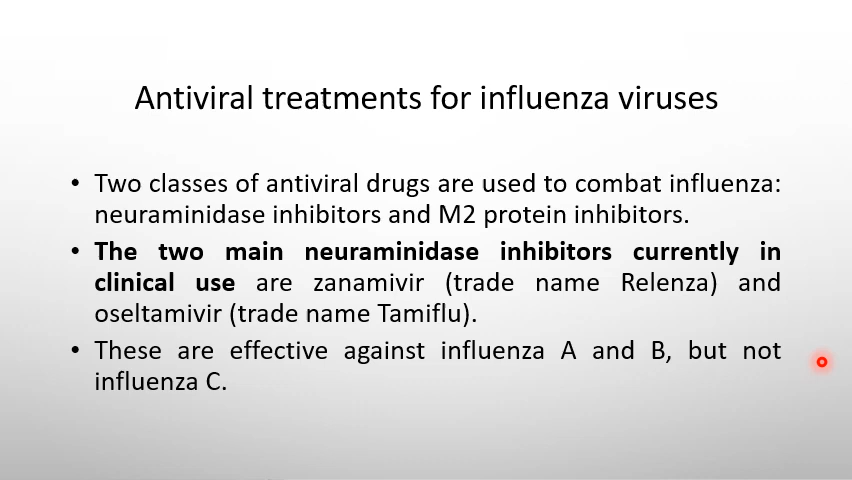 Antiviral treatments for influenza viruses
• Two classes of antiviral drugs are used to combat influenza:
neuraminidase inhibitors and M2 protein inhibitors.
• The two main neuraminidase inhibitors currently in
clinical use are zanamivir (trade name Relenza) and
oseltamivir (trade name Tamiflu).
• These are effective against influenza A and B, but not
influenza C.